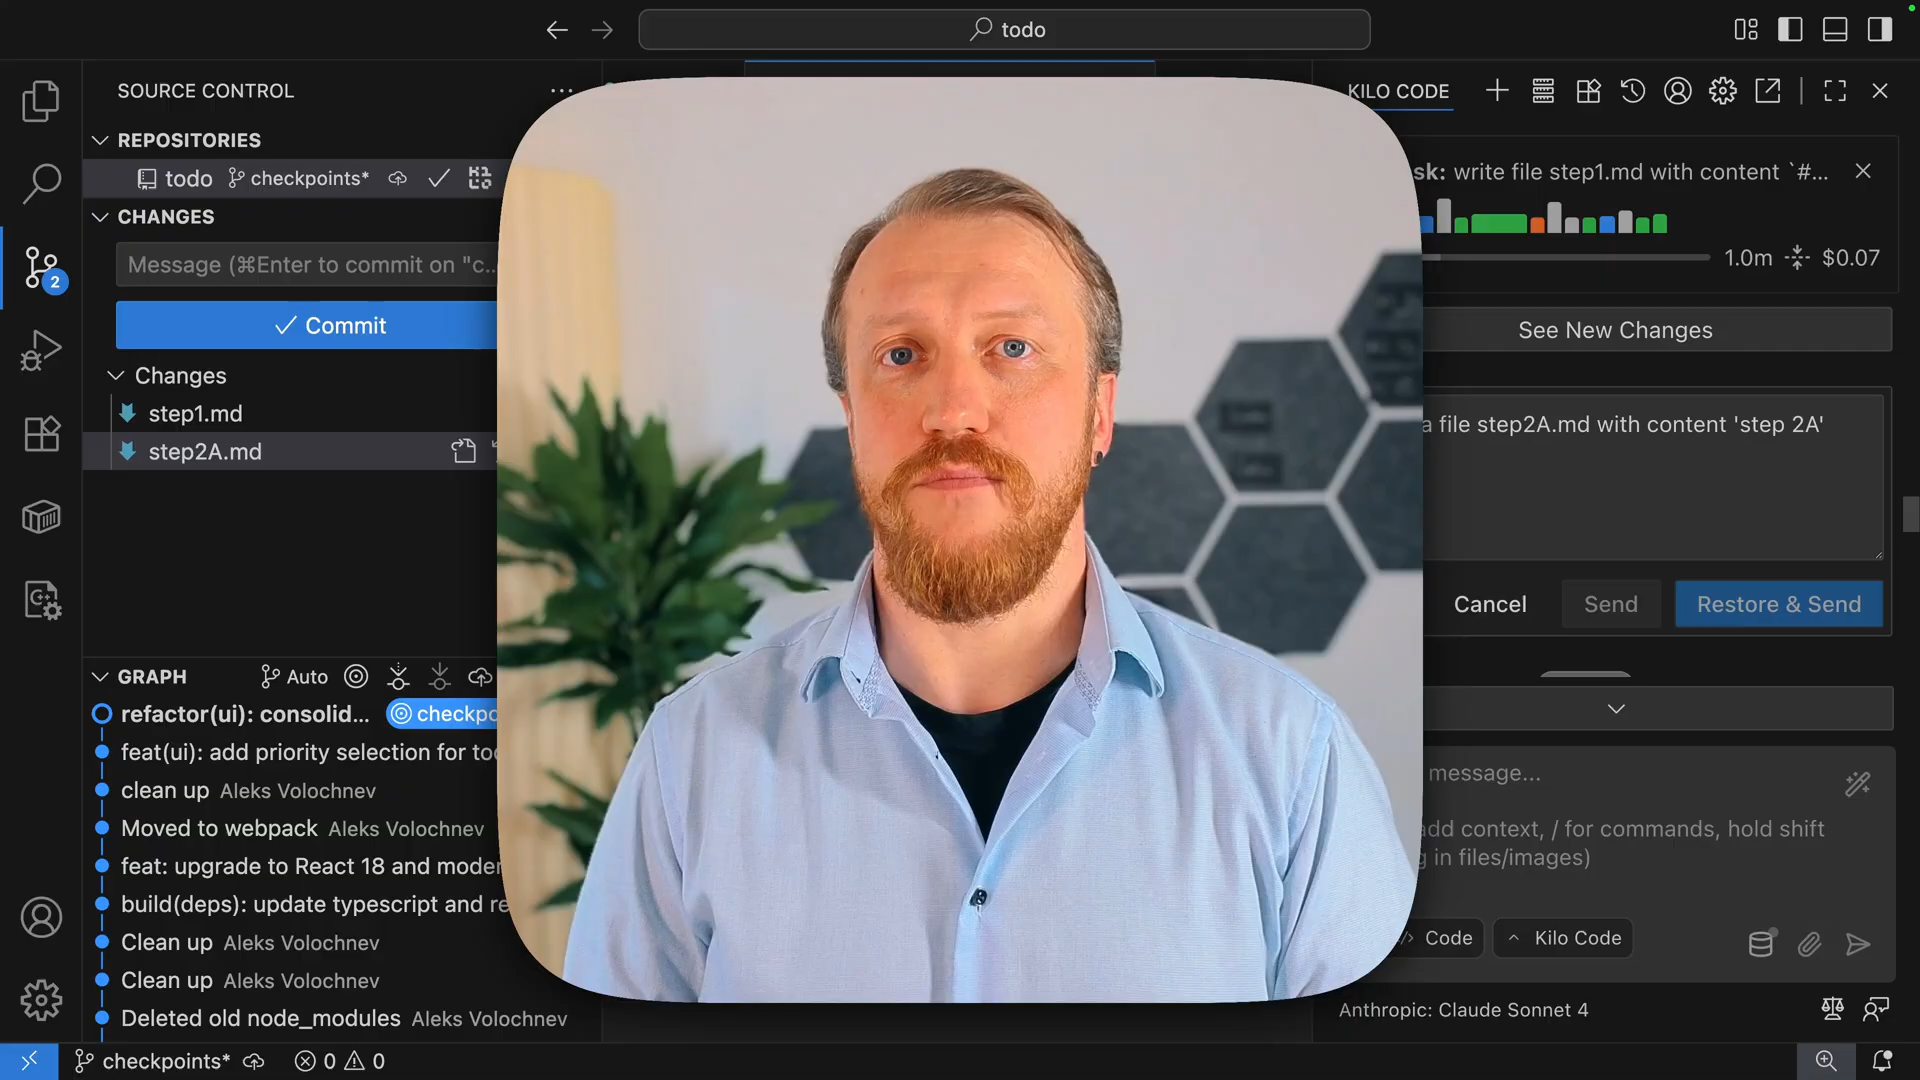 todo
SOURCE CONTROL
REPOSITORIES
todo checkpoints*
CHANGES
Message (⌘Enter to commit on "c...
Commit
Changes
step1.md
step2A.md
2
GRAPH
Auto
refactor(ui): consolid... checkpo
feat(ui): add priority selection for
clean up Aleks Volochnev
Moved to webpack Aleks Volochnev
feat: upgrade to React 18 and
build(deps): update typescript and
Clean up Aleks Volochnev
Clean up Aleks Volochnev
Deleted old node_modules Aleks Volochnev
checkpoints* 0 0
KILO CODE
sk: write file step1.md with content `#...
1.0m $0.07
See New Changes
a file step2A.md with content 'step 2A'
Cancel Send Restore & Send
message...
add context, / for commands, hold shift
in files/images)
Code Kilo Code
Anthropic: Claude Sonnet 4